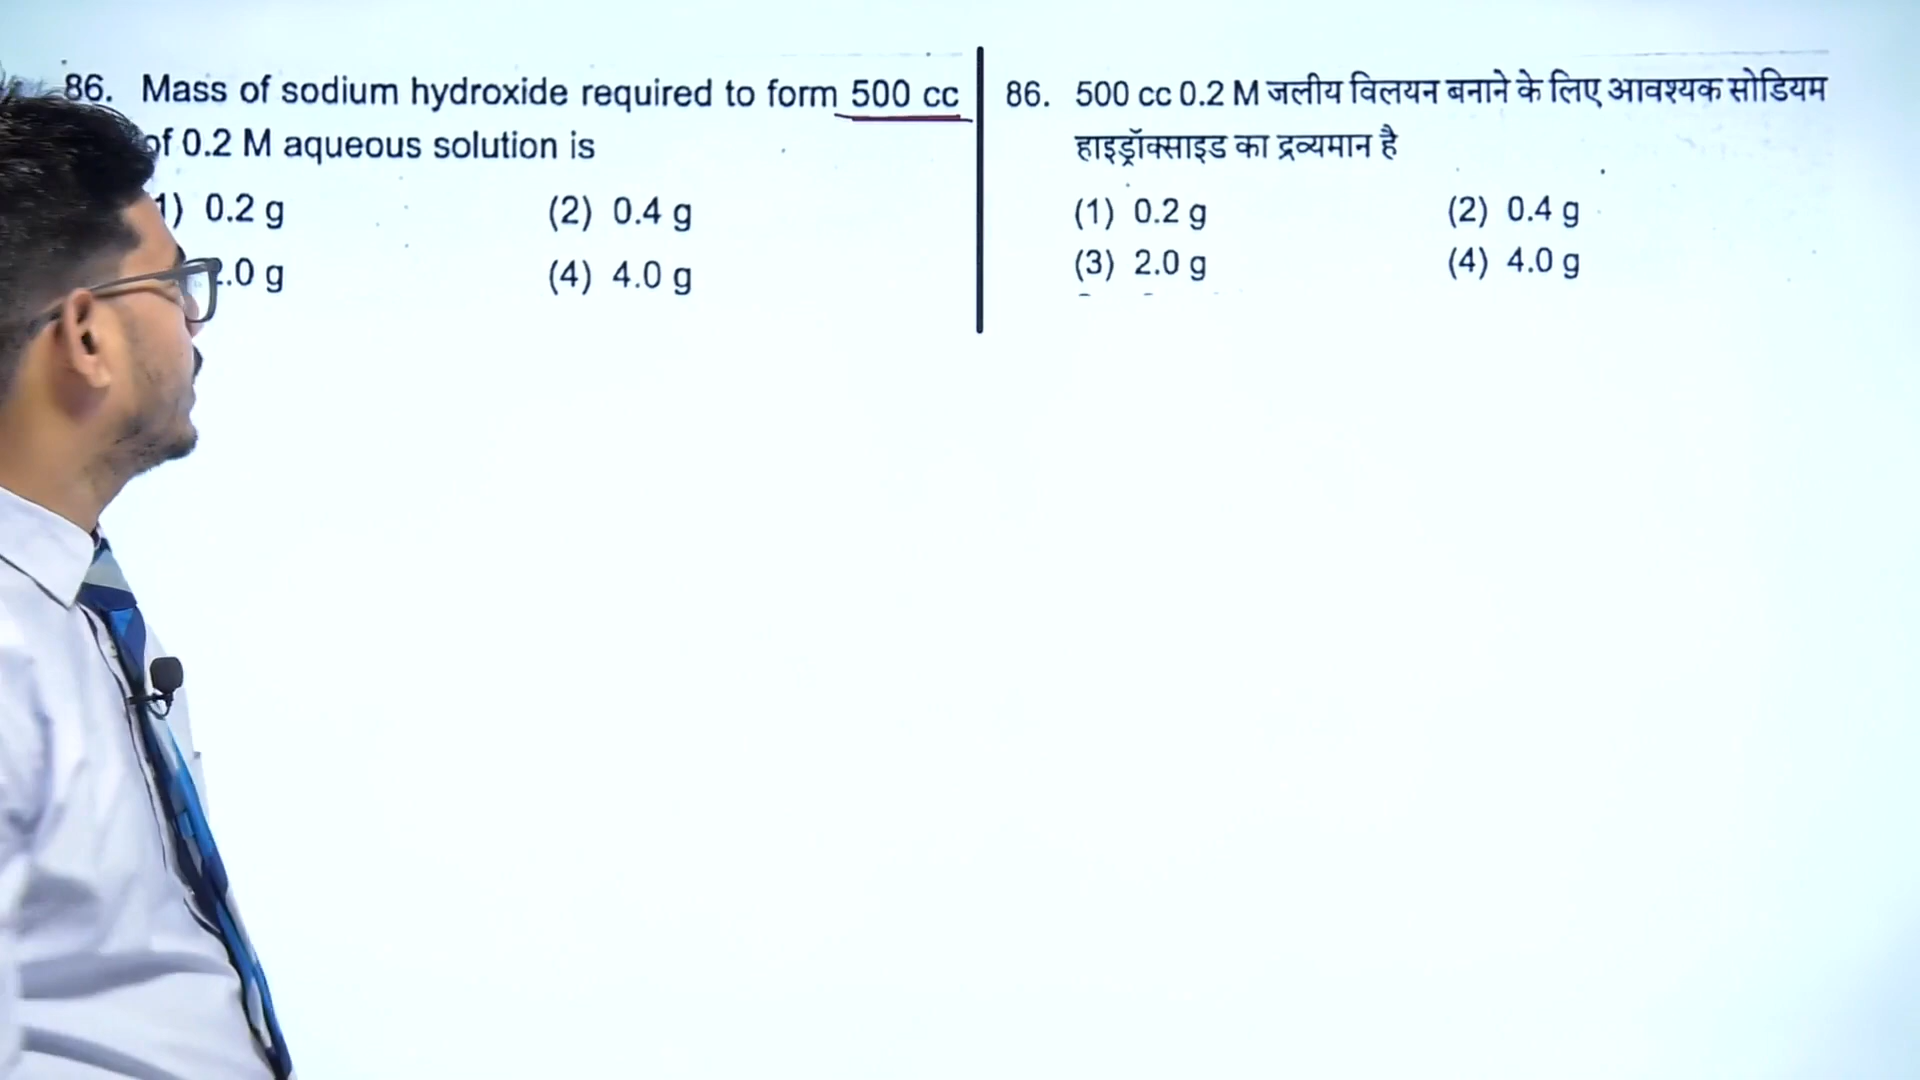 86. Mass of sodium hydroxide required to form 500 cc
of 0.2 M aqueous solution is
1) 0.2 g (2) 0.4 g
2.0 g (4) 4.0 g
86. 500 cc 0.2 M जलीय विलयन बनाने के लिए आवश्यक सोडियम
हाइड्रॉक्साइड का द्रव्यमान है
(1) 0.2 g (2) 0.4 g
(3) 2.0 g (4) 4.0 g